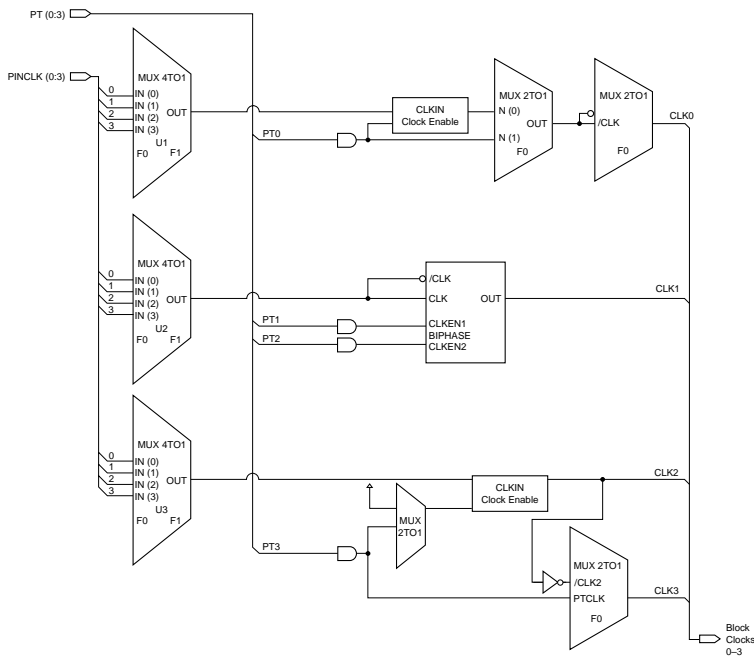 PT (0:3)
PINCLK (0:3)
MUX 4TO1
0
1
2
3
IN (0)
IN (1)
IN (2)
IN (3)
OUT
U1
F0
F1
PT0
CLKIN
Clock Enable
MUX 2TO1
N (0)
OUT
N (1)
F0
MUX 2TO1
/CLK
F0
CLK0
MUX 4TO1
0
1
2
3
IN (0)
IN (1)
IN (2)
IN (3)
OUT
U2
F0
F1
PT1
PT2
/CLK
CLK
OUT
CLKEN1
BIPHASE
CLKEN2
CLK1
MUX 4TO1
0
1
2
3
IN (0)
IN (1)
IN (2)
IN (3)
OUT
U3
F0
F1
PT3
MUX
2TO1
CLKIN
Clock Enable
CLK2
MUX 2TO1
/CLK2
PTCLK
F0
CLK3
Block
Clocks
0–3